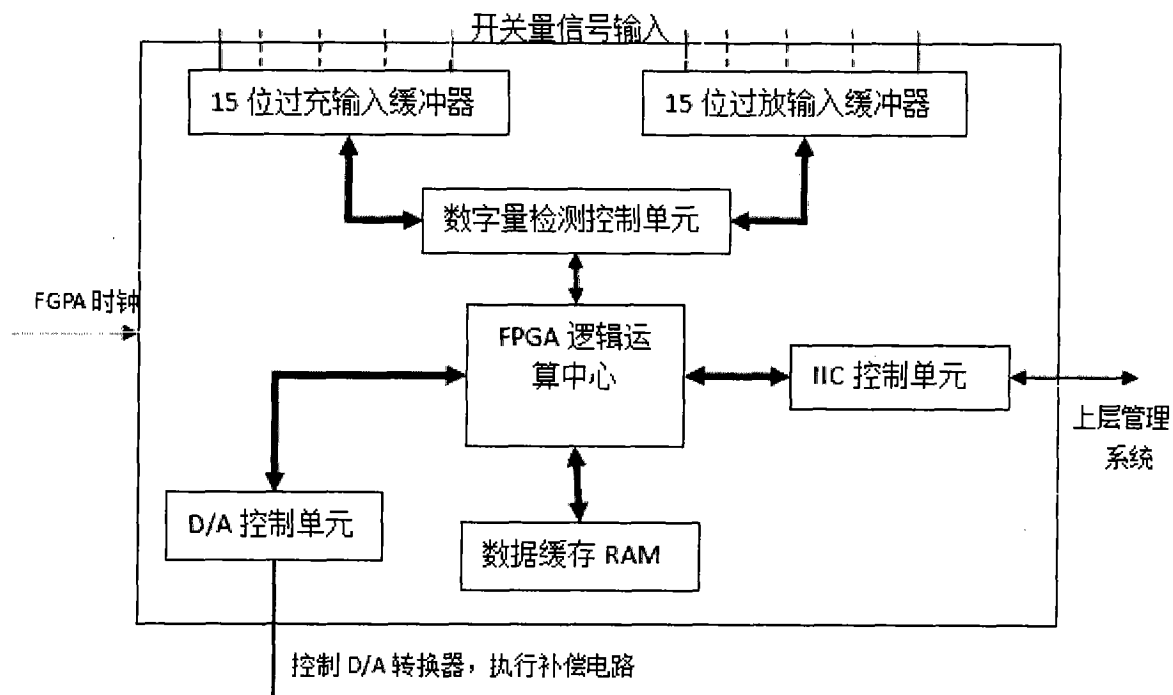 开关量信号输入
15 位过充输入缓冲器
15 位过放输入缓冲器
数字量检测控制单元
FGPA 时钟
FPGA 逻辑运
算中心
IIC 控制单元
上层管理
系统
D/A 控制单元
数据缓存 RAM
控制 D/A 转换器，执行补偿电路